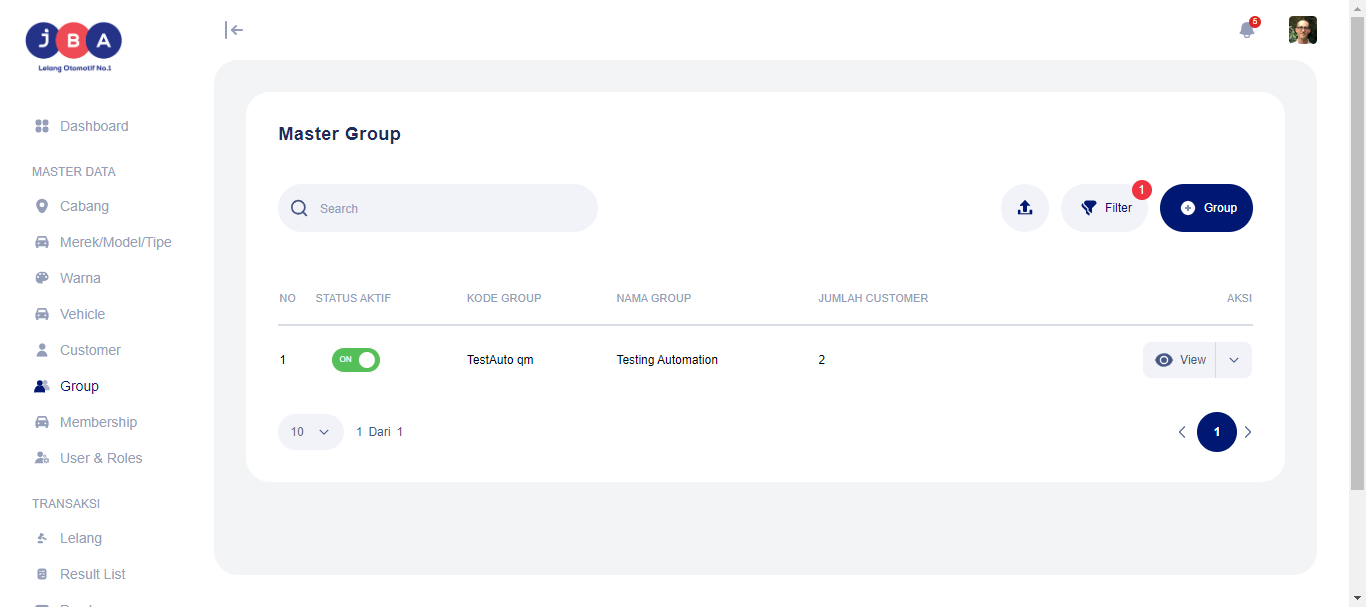 JBA
Lelang Otomotif No.1
5
Dashboard
MASTER DATA
Cabang
Merek/Model/Tipe
Warna
Vehicle
Customer
Group
Membership
User & Roles
TRANSAKSI
Lelang
Result List
Master Group
Search
1
Filter
Group
NO STATUS AKTIF KODE GROUP NAMA GROUP JUMLAH CUSTOMER AKSI
1 ON TestAuto qm Testing Automation 2 View
10 1 Dari 1 1